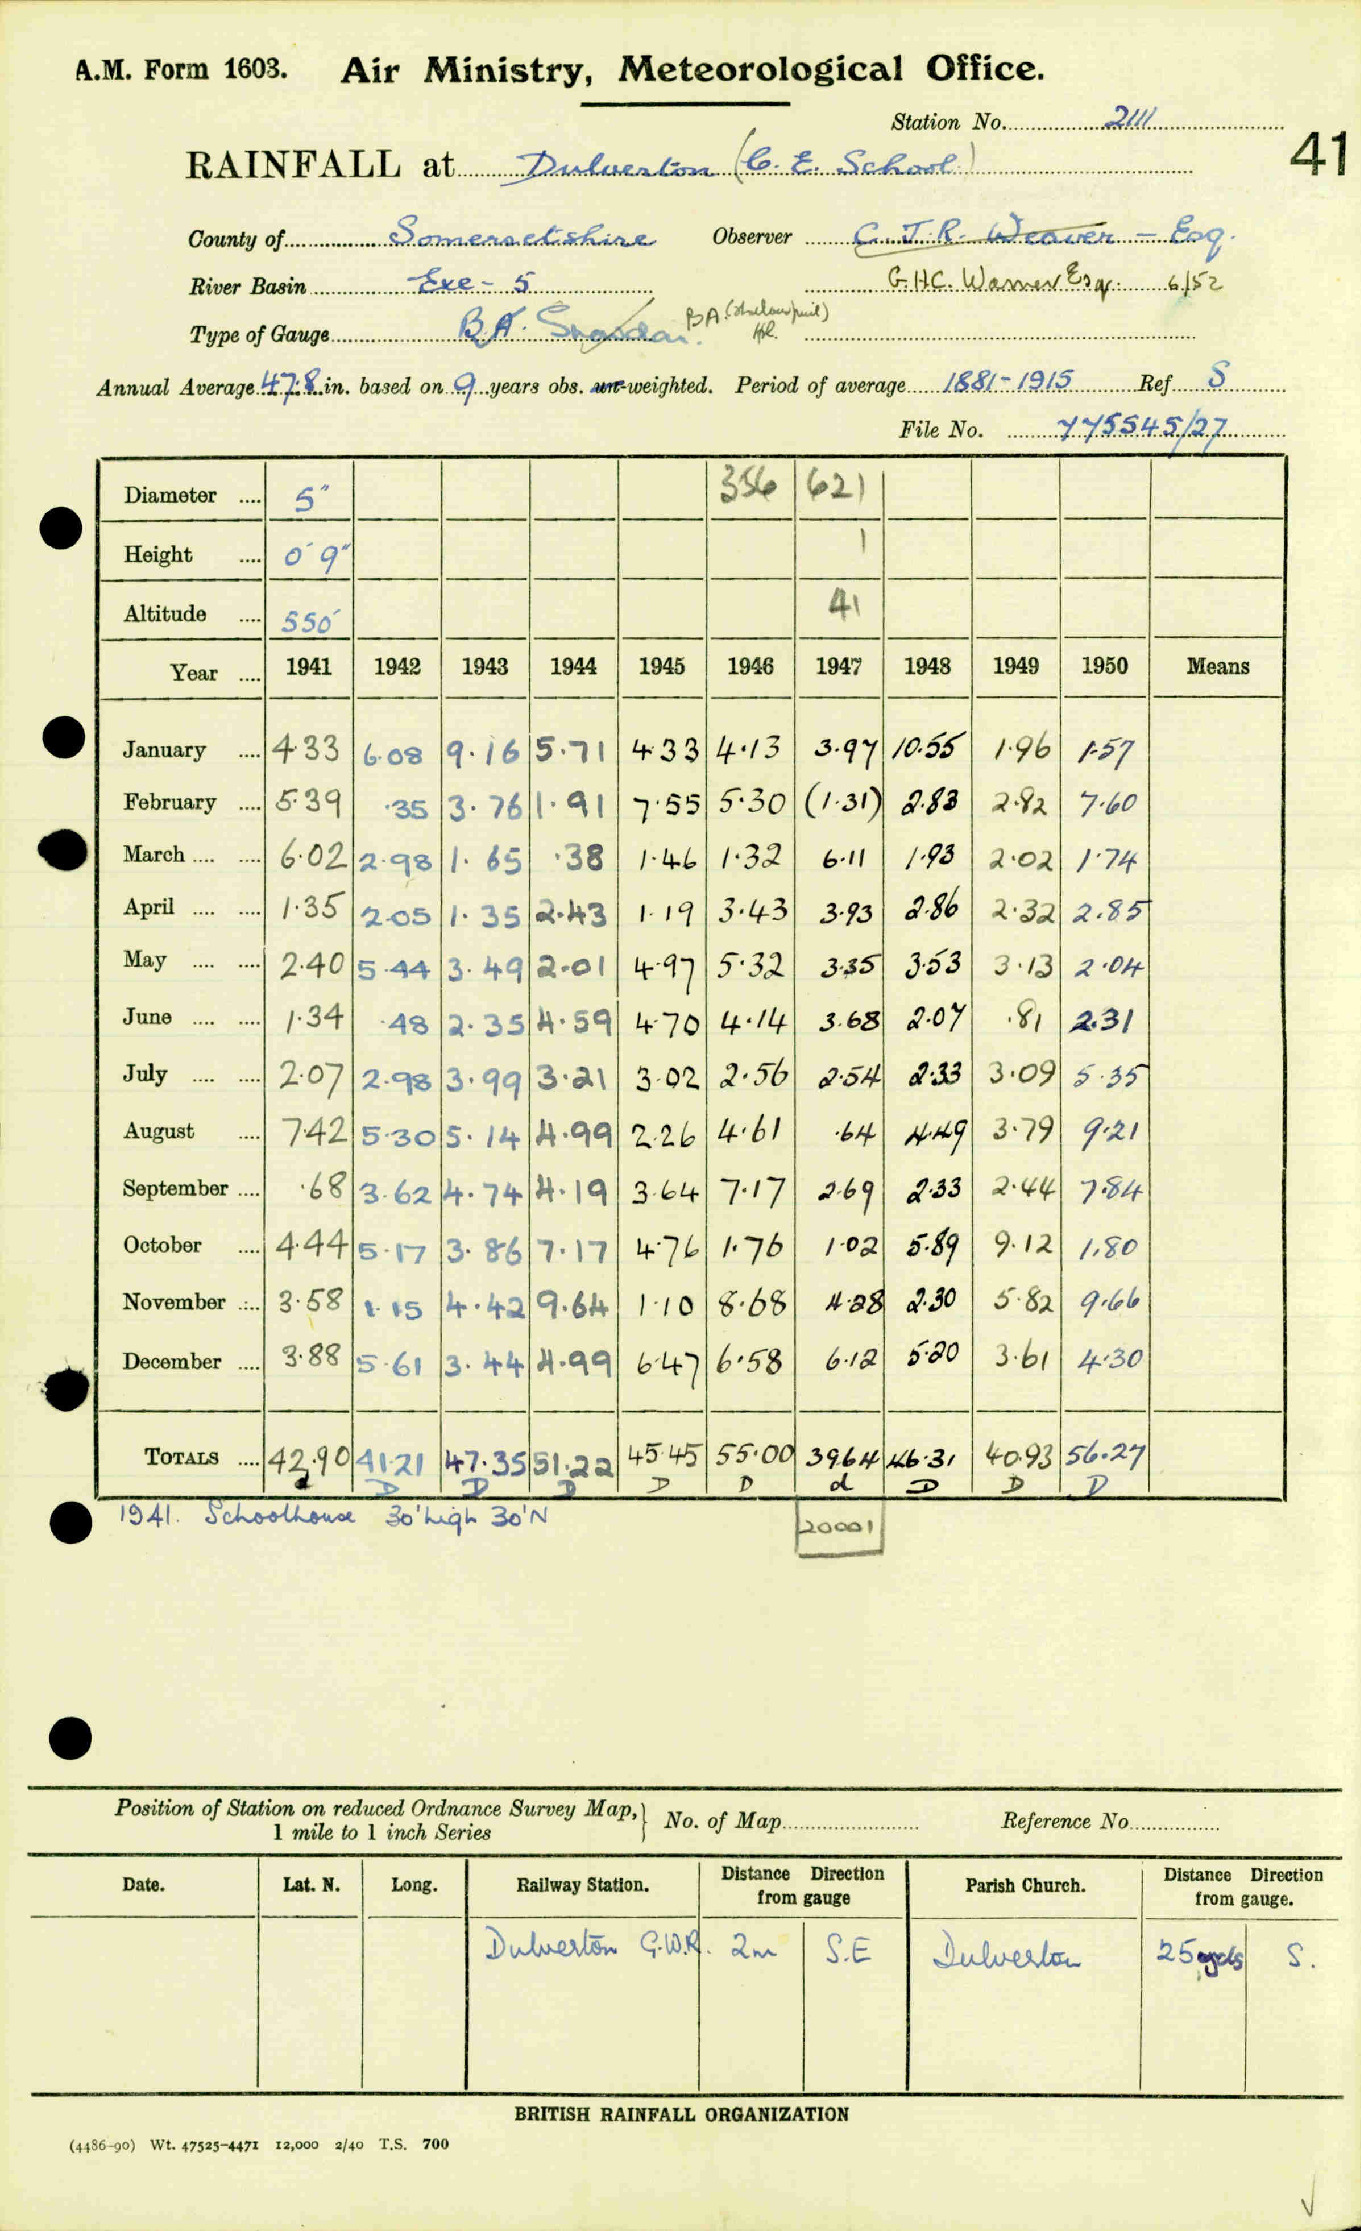 A.M. Form 1603. Air Ministry, Meteorological Office.
Station No. 2111
41
RAINFALL at Dulverton (C. E. School)
County of Somersetshire Observer C. J. R. Weaver - Esq.
River Basin Exe - 5 G.H.C. Warner Esq. 6/52
Type of Gauge B.A. Snowdon. B.A.
Annual Average 47.8 in. based on 9 years obs. un-weighted. Period of average 1881-1915 Ref S
File No. 775545/27
Diameter .... 5" 356 621
Height .... 0' 9" 1
Altitude .... 550' 41
Year .... 1941 1942 1943 1944 1945 1946 1947 1948 1949 1950 Means
January .... 4.33 6.08 9.16 5.71 4.33 4.13 3.97 10.55 1.96 1.57
February .... 5.39 .35 3.76 1.91 7.55 5.30 (1.31) 2.83 2.82 7.60
March .... .... 6.02 2.98 1.65 .38 1.46 1.32 6.11 1.93 2.02 1.74
April .... .... 1.35 2.05 1.35 2.43 1.19 3.43 3.93 2.86 2.32 2.85
May .... .... 2.40 5.44 3.49 2.01 4.97 5.32 3.35 3.53 3.13 2.04
June .... .... 1.34 .48 2.35 4.59 4.70 4.14 3.68 2.07 .81 2.31
July .... .... 2.07 2.98 3.99 3.21 3.02 2.56 2.54 2.33 3.09 5.35
August .... 7.42 5.30 5.14 4.99 2.26 4.61 .64 4.49 3.79 9.21
September .... .68 3.62 4.74 4.19 3.64 7.17 2.69 2.33 2.44 7.84
October .... 4.44 5.17 3.86 7.17 4.76 1.76 1.02 5.89 9.12 1.80
November .... 3.58 1.15 4.42 9.64 1.10 8.68 4.28 2.30 5.82 9.66
December .... 3.88 5.61 3.44 4.99 6.47 6.58 6.12 5.20 3.61 4.30
TOTALS .... 42.90 41.21 47.35 51.22 45.45 55.00 39.64 46.31 40.93 56.27
d D D D D D d D D D
1941. Schoolhouse 30' high 30' N
20001
Position of Station on reduced Ordnance Survey Map, 1 mile to 1 inch Series } No. of Map Reference No.
Date. Lat. N. Long. Railway Station. Distance Direction from gauge Parish Church. Distance Direction from gauge.
Dulverton G.W.R. 2m S.E Dulverton 25 yds S.
BRITISH RAINFALL ORGANIZATION
(4486-90) Wt. 47525-4471 12,000 2/40 T.S. 700